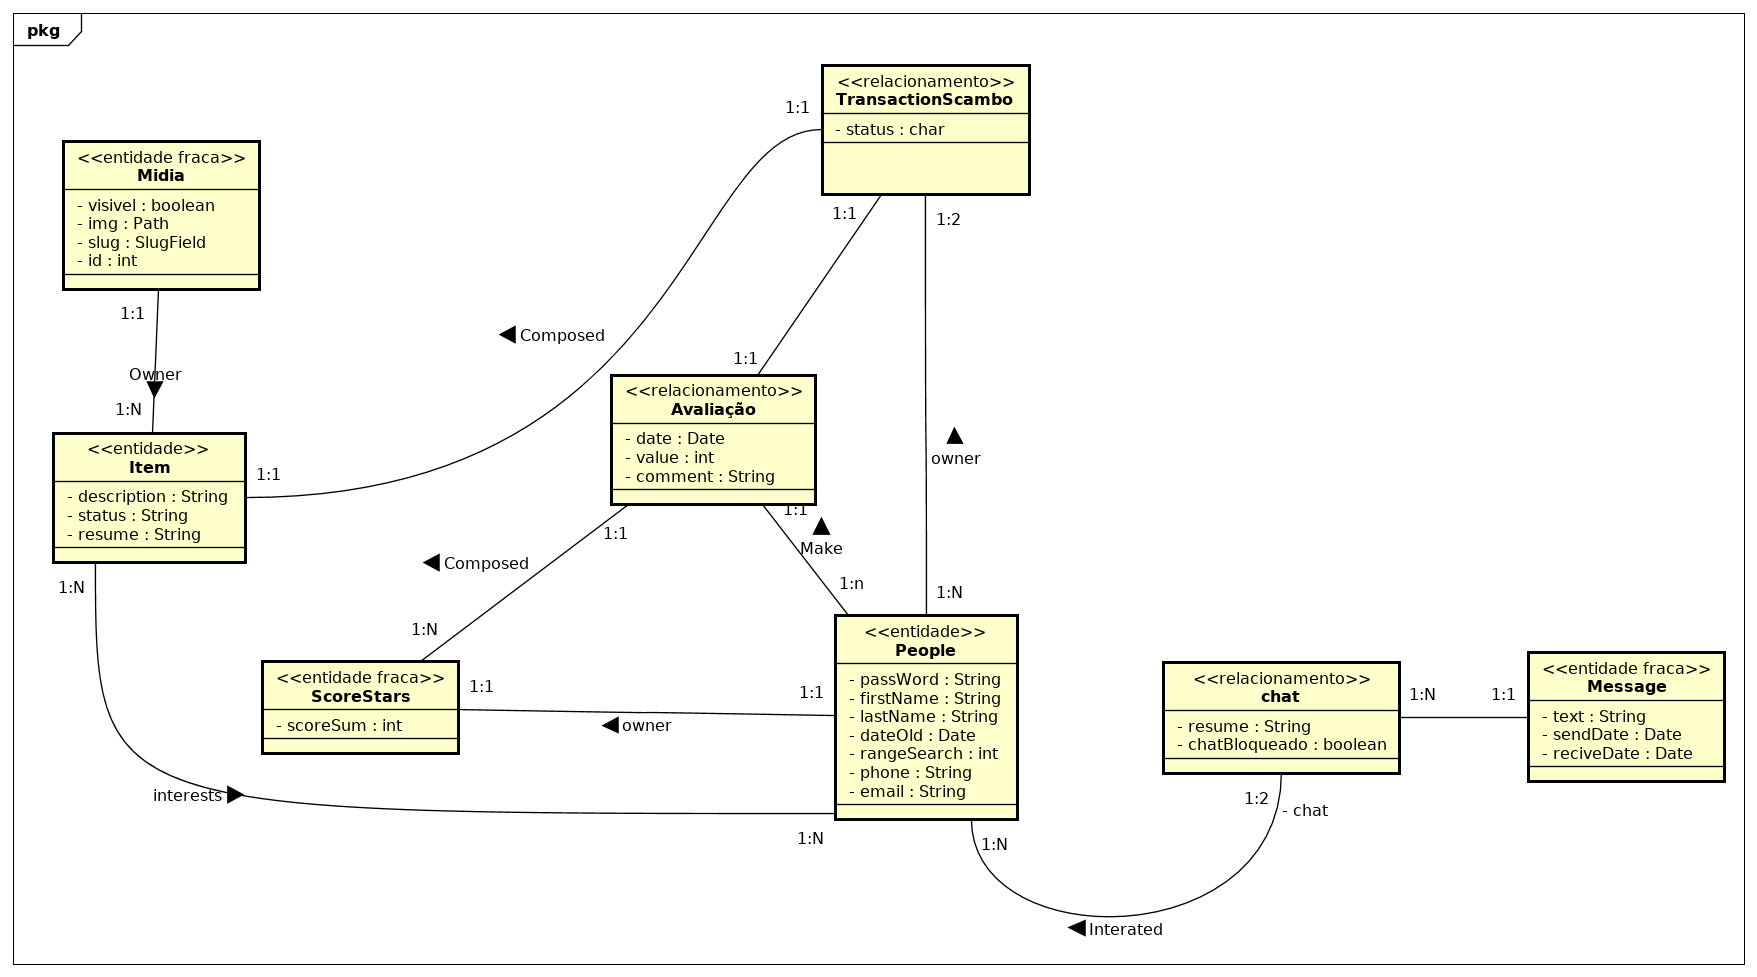 pkg
<<relacionamento>>
TransactionScambo
- status : char
1:1
1:1
1:2
<<entidade fraca>>
Midia
- visivel : boolean
- img : Path
- slug : SlugField
- id : int
1:1
Owner
1:N
Composed
1:1
<<relacionamento>>
Avaliação
- date : Date
- value : int
- comment : String
owner
<<entidade>>
Item
- description : String
- status : String
- resume : String
1:1
1:N
1:1
Composed
1:N
1:1
Make
1:n
1:N
<<entidade fraca>>
ScoreStars
- scoreSum : int
1:1
1:1
owner
<<entidade>>
People
- passWord : String
- firstName : String
- lastName : String
- dateOld : Date
- rangeSearch : int
- phone : String
- email : String
interests
1:N
1:N
<<relacionamento>>
chat
- resume : String
- chatBloqueado : boolean
1:N
1:1
<<entidade fraca>>
Message
- text : String
- sendDate : Date
- reciveDate : Date
1:2
- chat
Interated